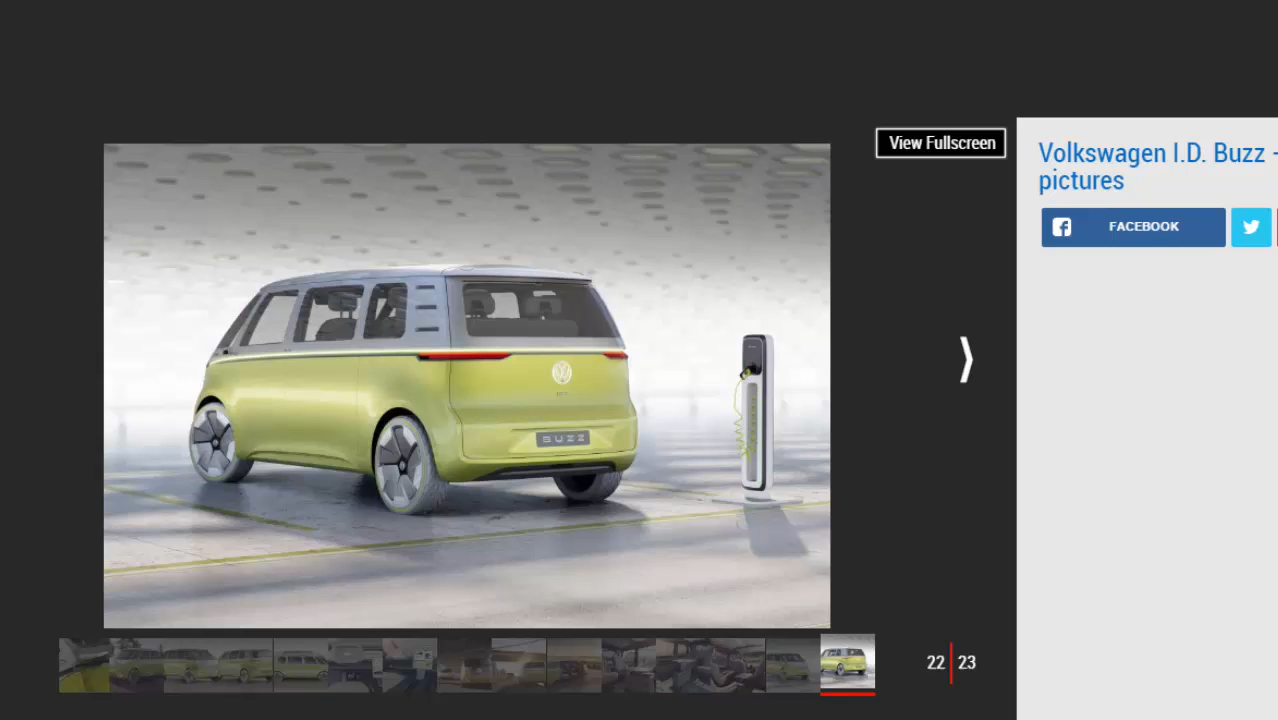 View Fullscreen
Volkswagen I.D. Buzz -
pictures
FACEBOOK
BUZZ
22 23